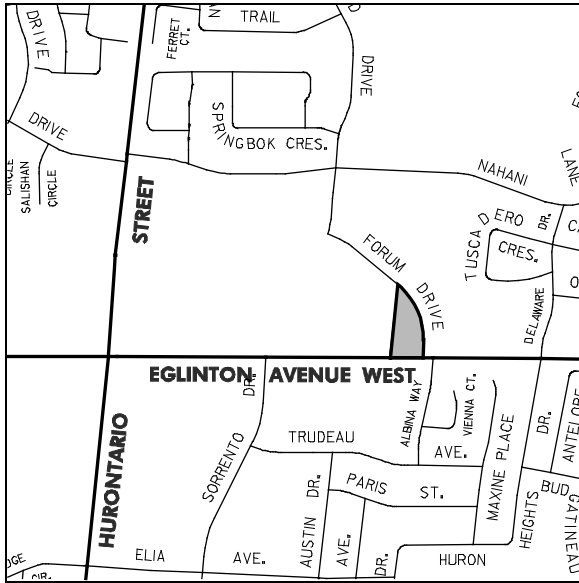 TRAIL
DRIVE
FERRET
CT.
DRIVE
SPRINGBOK CRES.
DRIVE
NAHANI
LANE
CIRCLE
SALISHAN
CIRCLE
STREET
TUSCADERO
CRES.
DR.
FORUM DRIVE
DELAWARE
EGLINTON AVENUE WEST
DR.
SORRENTO
ALBINA WAY
VIENNA CT.
TRUDEAU
AVE.
MAXINE PLACE
DR.
ANTELOPE
HURONTARIO
PARIS ST.
AUSTIN DR.
AVE.
DR.
HEIGHTS
BUD
GATINEAU
ELIA AVE.
HURON
CIR.